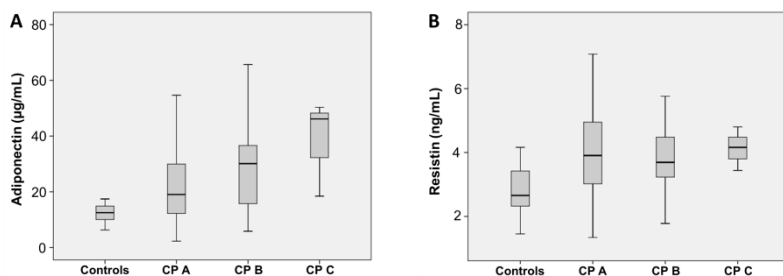 A
Adiponectin (µg/mL)
80
60
40
20
0
Controls CP A CP B CP C
B
Resistin (ng/mL)
8
6
4
2
Controls CP A CP B CP C